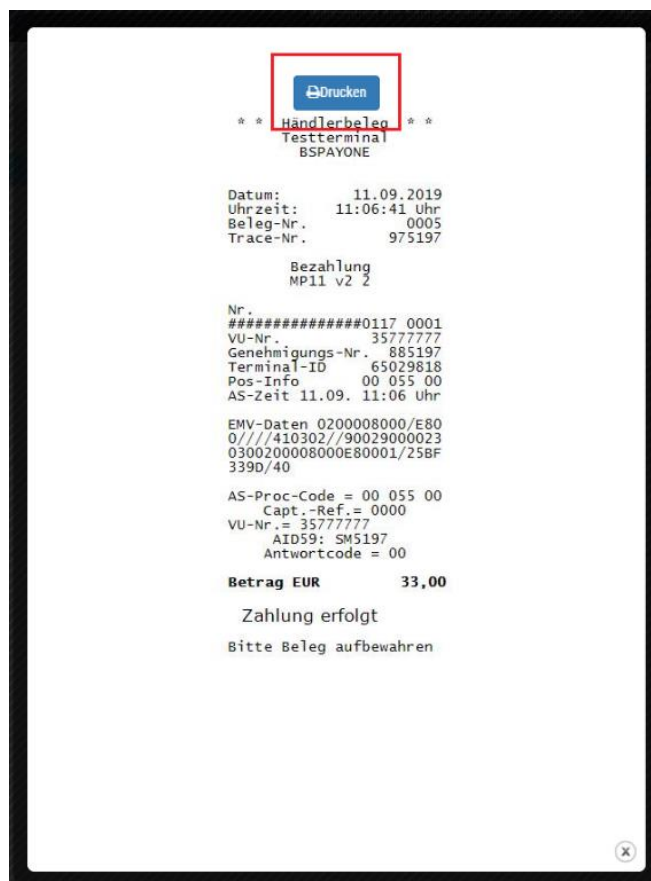 Drucken
* * Händlerbeleg * *
Testterminal
BSPAYONE
Datum: 11.09.2019
Uhrzeit: 11:06:41 Uhr
Beleg-Nr. 0005
Trace-Nr. 975197
Bezahlung
MP11 v2 2
Nr.
###############0117 0001
VU-Nr. 35777777
Genehmigungs-Nr. 885197
Terminal-ID 65029818
Pos-Info 00 055 00
AS-Zeit 11.09. 11:06 Uhr
EMV-Daten 0200008000/E80
0////410302//90029000023
0300200008000E80001/25BF
339D/40
AS-Proc-Code = 00 055 00
Capt.-Ref.= 0000
VU-Nr.= 35777777
AID59: SM5197
Antwortcode = 00
Betrag EUR 33,00
Zahlung erfolgt
Bitte Beleg aufbewahren
x